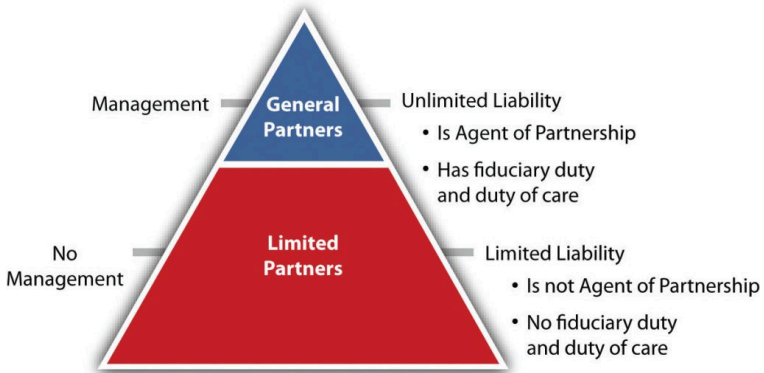 Management
General
Partners
Unlimited Liability
• Is Agent of Partnership
• Has fiduciary duty
and duty of care
No
Management
Limited
Partners
Limited Liability
• Is not Agent of Partnership
• No fiduciary duty
and duty of care